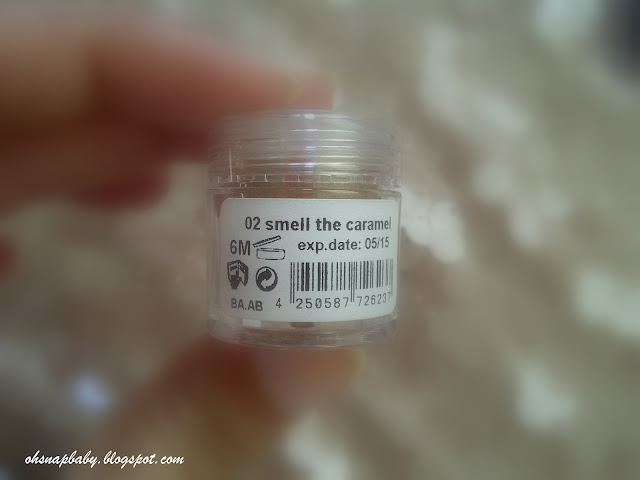 02 smell the caramel
6M exp.date: 05/15
BA.AB 4 250587 726237
ohsnapbaby.blogspot.com